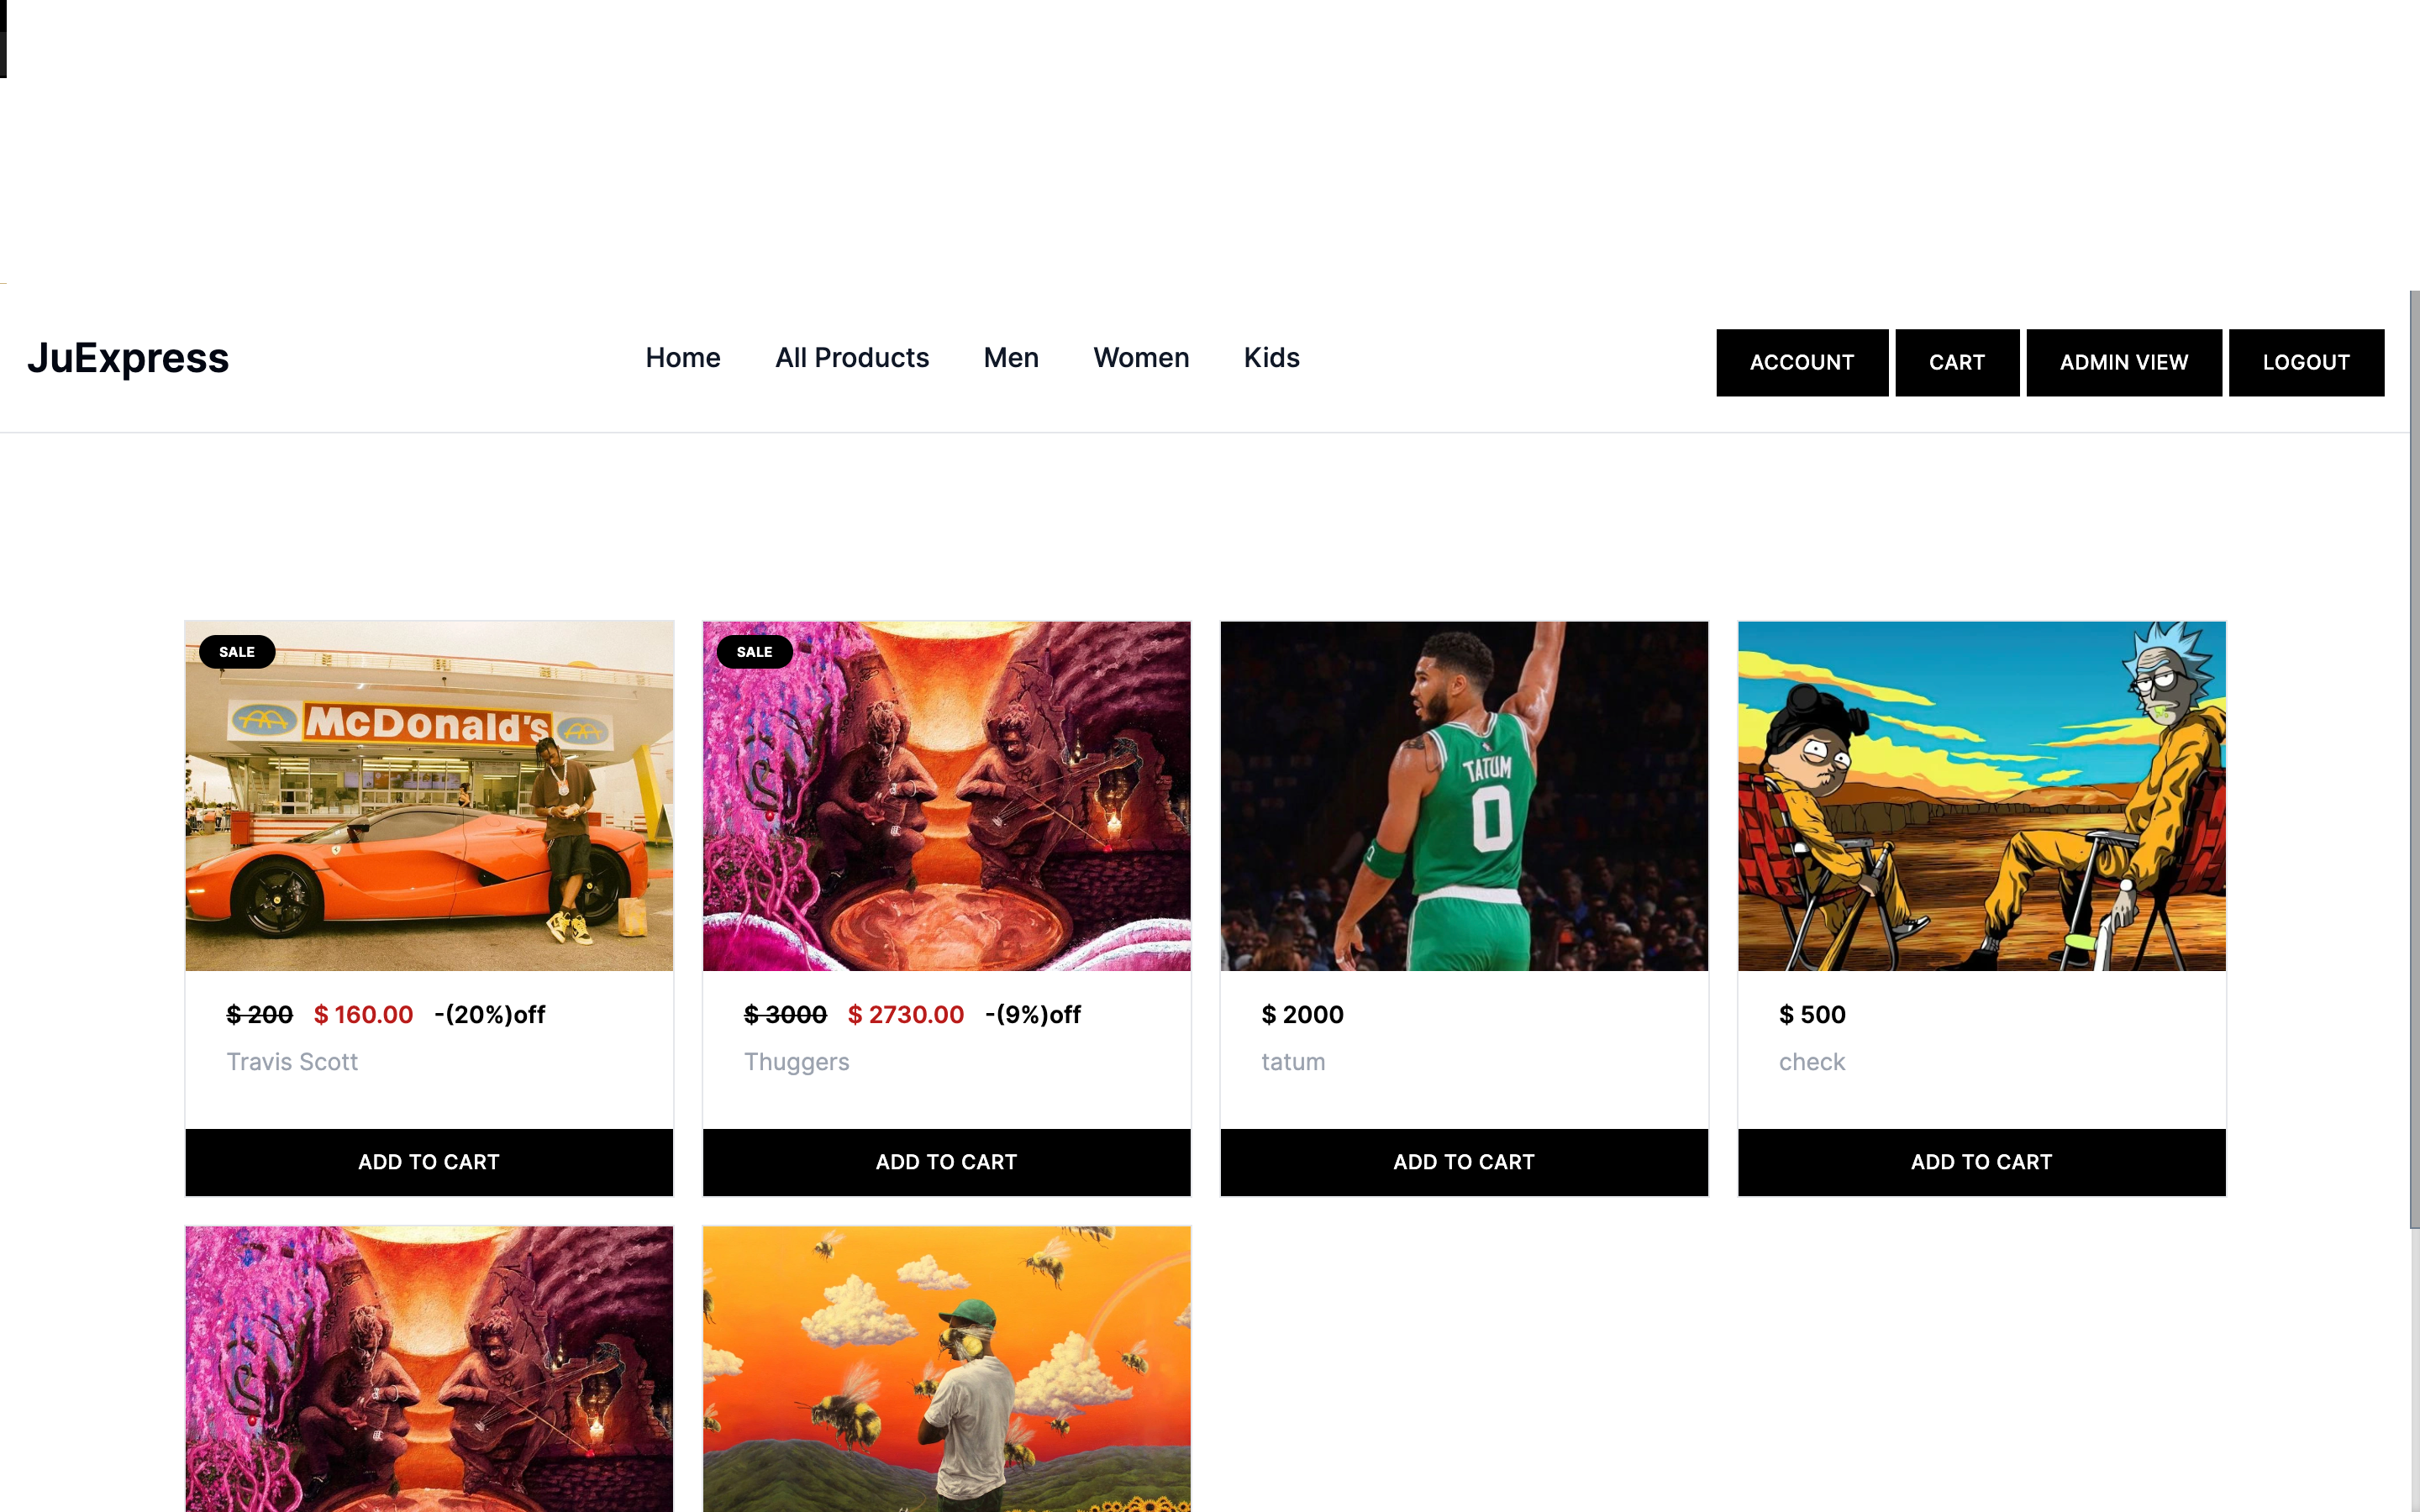 JuExpress
Home All Products Men Women Kids
ACCOUNT CART ADMIN VIEW LOGOUT
SALE
McDonald's
$ 200 $ 160.00 -(20%)off
Travis Scott
ADD TO CART
SALE
$ 3000 $ 2730.00 -(9%)off
Thuggers
ADD TO CART
TATUM
0
$ 2000
tatum
ADD TO CART
$ 500
check
ADD TO CART